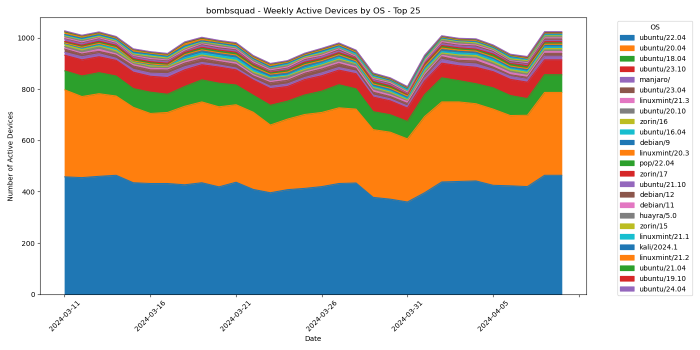 bombsquad - Weekly Active Devices by OS - Top 25
Number of Active Devices
1000
800
600
400
200
0
2024-03-11
2024-03-16
2024-03-21
2024-03-26
2024-03-31
2024-04-05
Date
OS
ubuntu/22.04
ubuntu/20.04
ubuntu/18.04
ubuntu/23.10
manjaro/
ubuntu/23.04
linuxmint/21.3
ubuntu/20.10
zorin/16
ubuntu/16.04
debian/9
linuxmint/20.3
pop/22.04
zorin/17
ubuntu/21.10
debian/12
debian/11
huayra/5.0
zorin/15
linuxmint/21.1
kali/2024.1
linuxmint/21.2
ubuntu/21.04
ubuntu/19.10
ubuntu/24.04